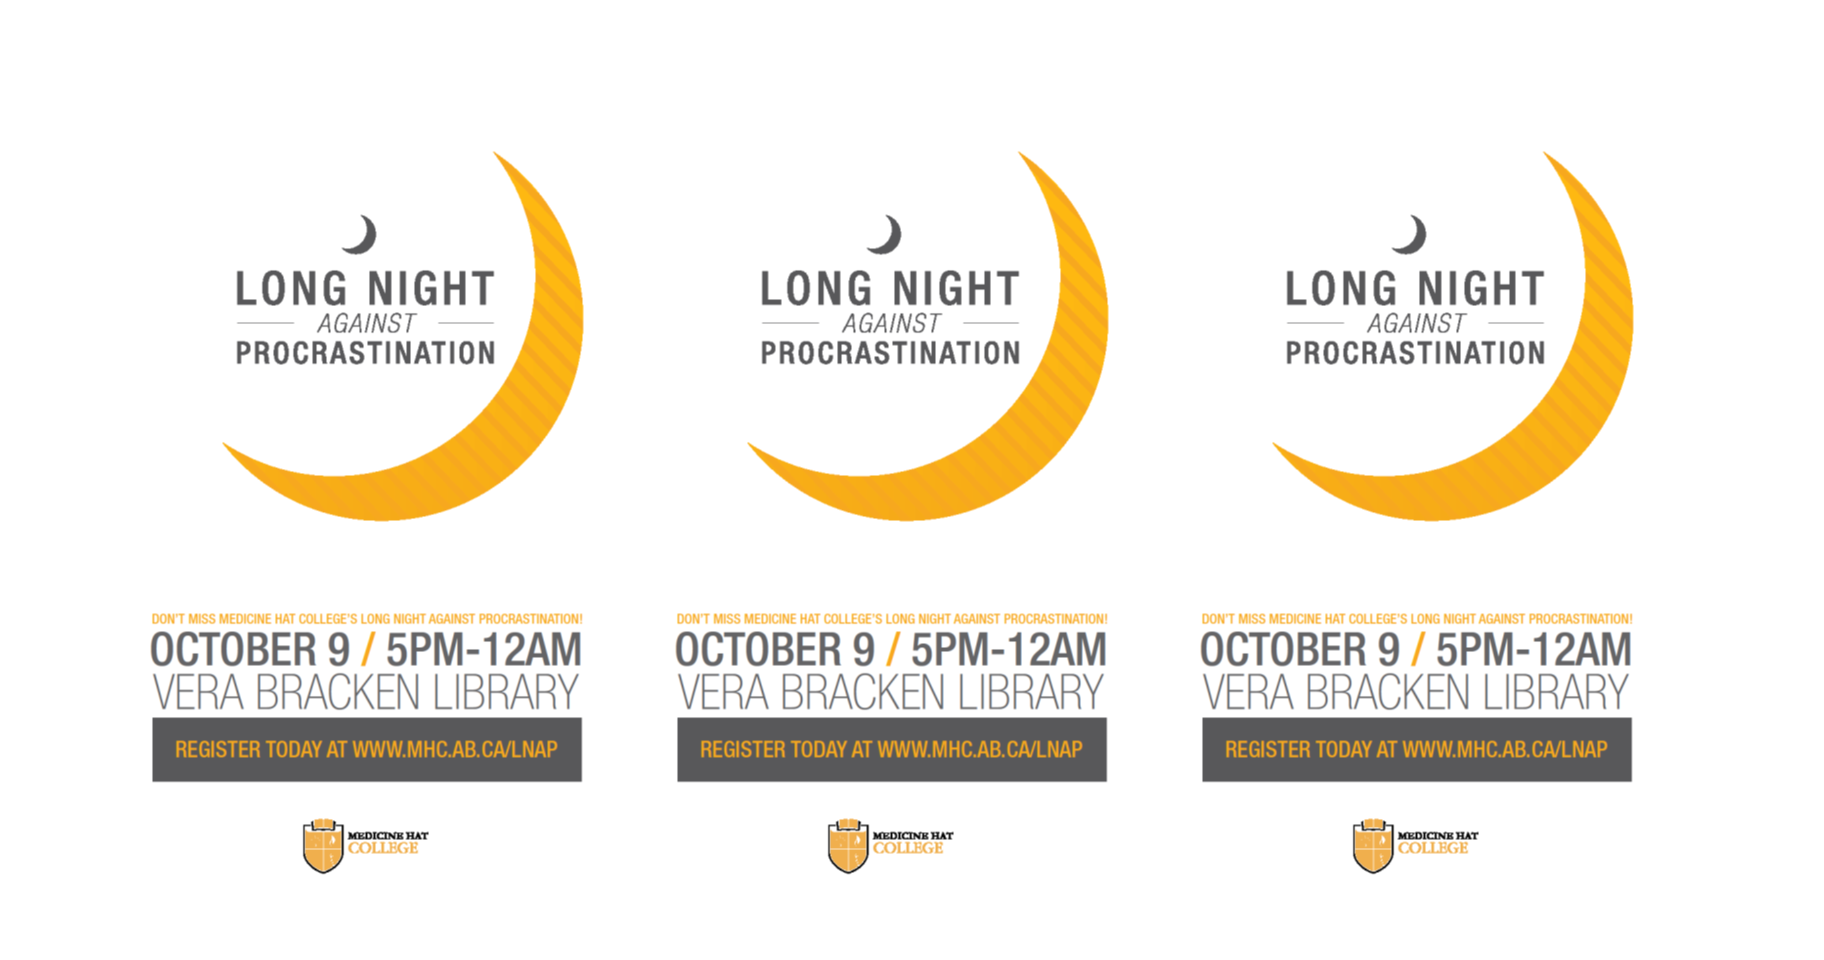 LONG NIGHT
AGAINST
PROCRASTINATION
DON'T MISS MEDICINE HAT COLLEGE'S LONG NIGHT AGAINST PROCRASTINATION!
OCTOBER 9 / 5PM-12AM
VERA BRACKEN LIBRARY
REGISTER TODAY AT WWW.MHC.AB.CA/LNAP
MEDICINE HAT
COLLEGE
LONG NIGHT
AGAINST
PROCRASTINATION
DON'T MISS MEDICINE HAT COLLEGE'S LONG NIGHT AGAINST PROCRASTINATION!
OCTOBER 9 / 5PM-12AM
VERA BRACKEN LIBRARY
REGISTER TODAY AT WWW.MHC.AB.CA/LNAP
MEDICINE HAT
COLLEGE
LONG NIGHT
AGAINST
PROCRASTINATION
DON'T MISS MEDICINE HAT COLLEGE'S LONG NIGHT AGAINST PROCRASTINATION!
OCTOBER 9 / 5PM-12AM
VERA BRACKEN LIBRARY
REGISTER TODAY AT WWW.MHC.AB.CA/LNAP
MEDICINE HAT
COLLEGE